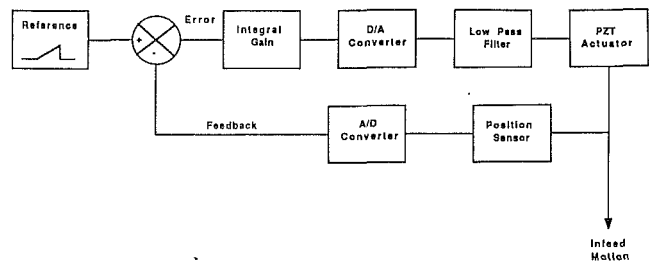 Reference
Error
Integral
Gain
D/A
Converter
Low Pass
Filter
PZT
Actuator
+
-
Feedback
A/D
Converter
Position
Sensor
Infeed
Motion